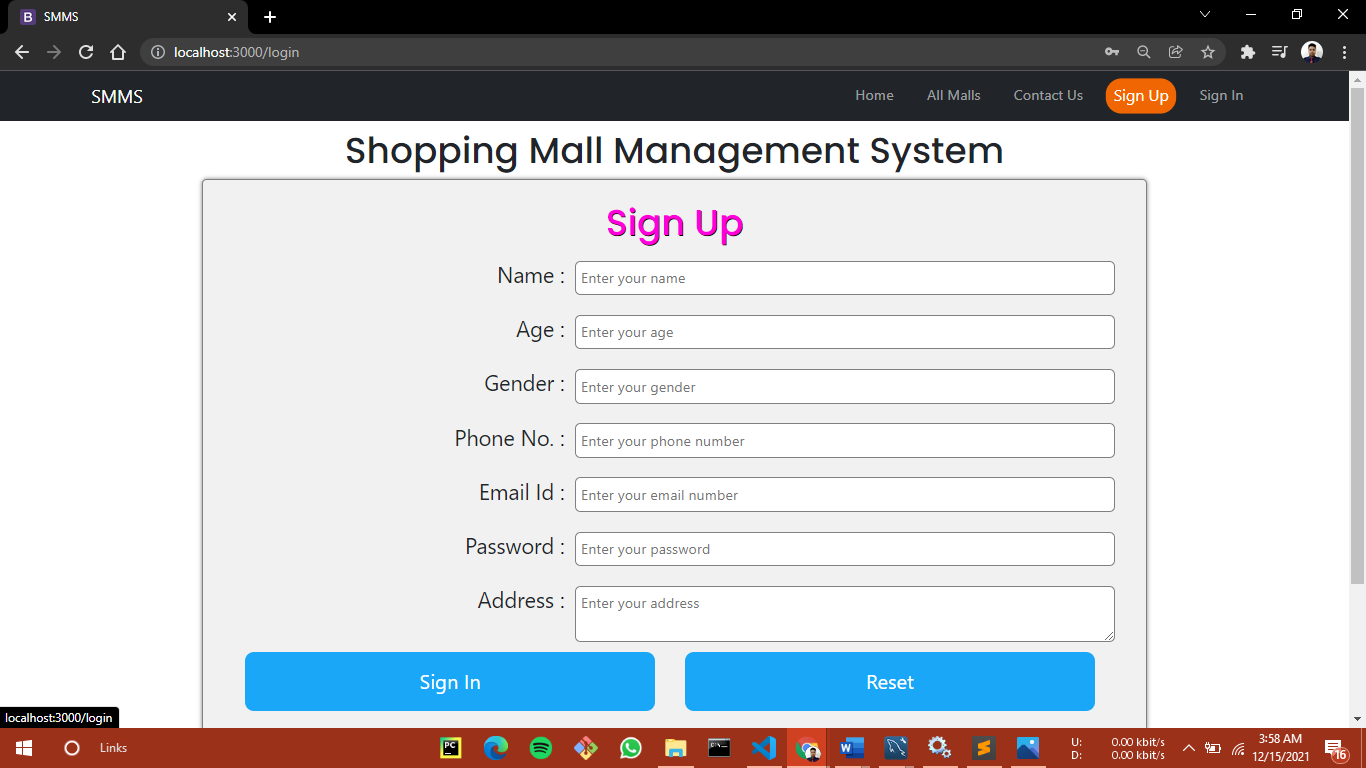 SMMS
localhost:3000/login
SMMS
Home All Malls Contact Us Sign Up Sign In
Shopping Mall Management System
Sign Up
Name : Enter your name
Age : Enter your age
Gender : Enter your gender
Phone No. : Enter your phone number
Email Id : Enter your email number
Password : Enter your password
Address : Enter your address
Sign In Reset
localhost:3000/login
Links
U: 0.00 kbit/s
D: 0.00 kbit/s
3:58 AM
12/15/2021
16